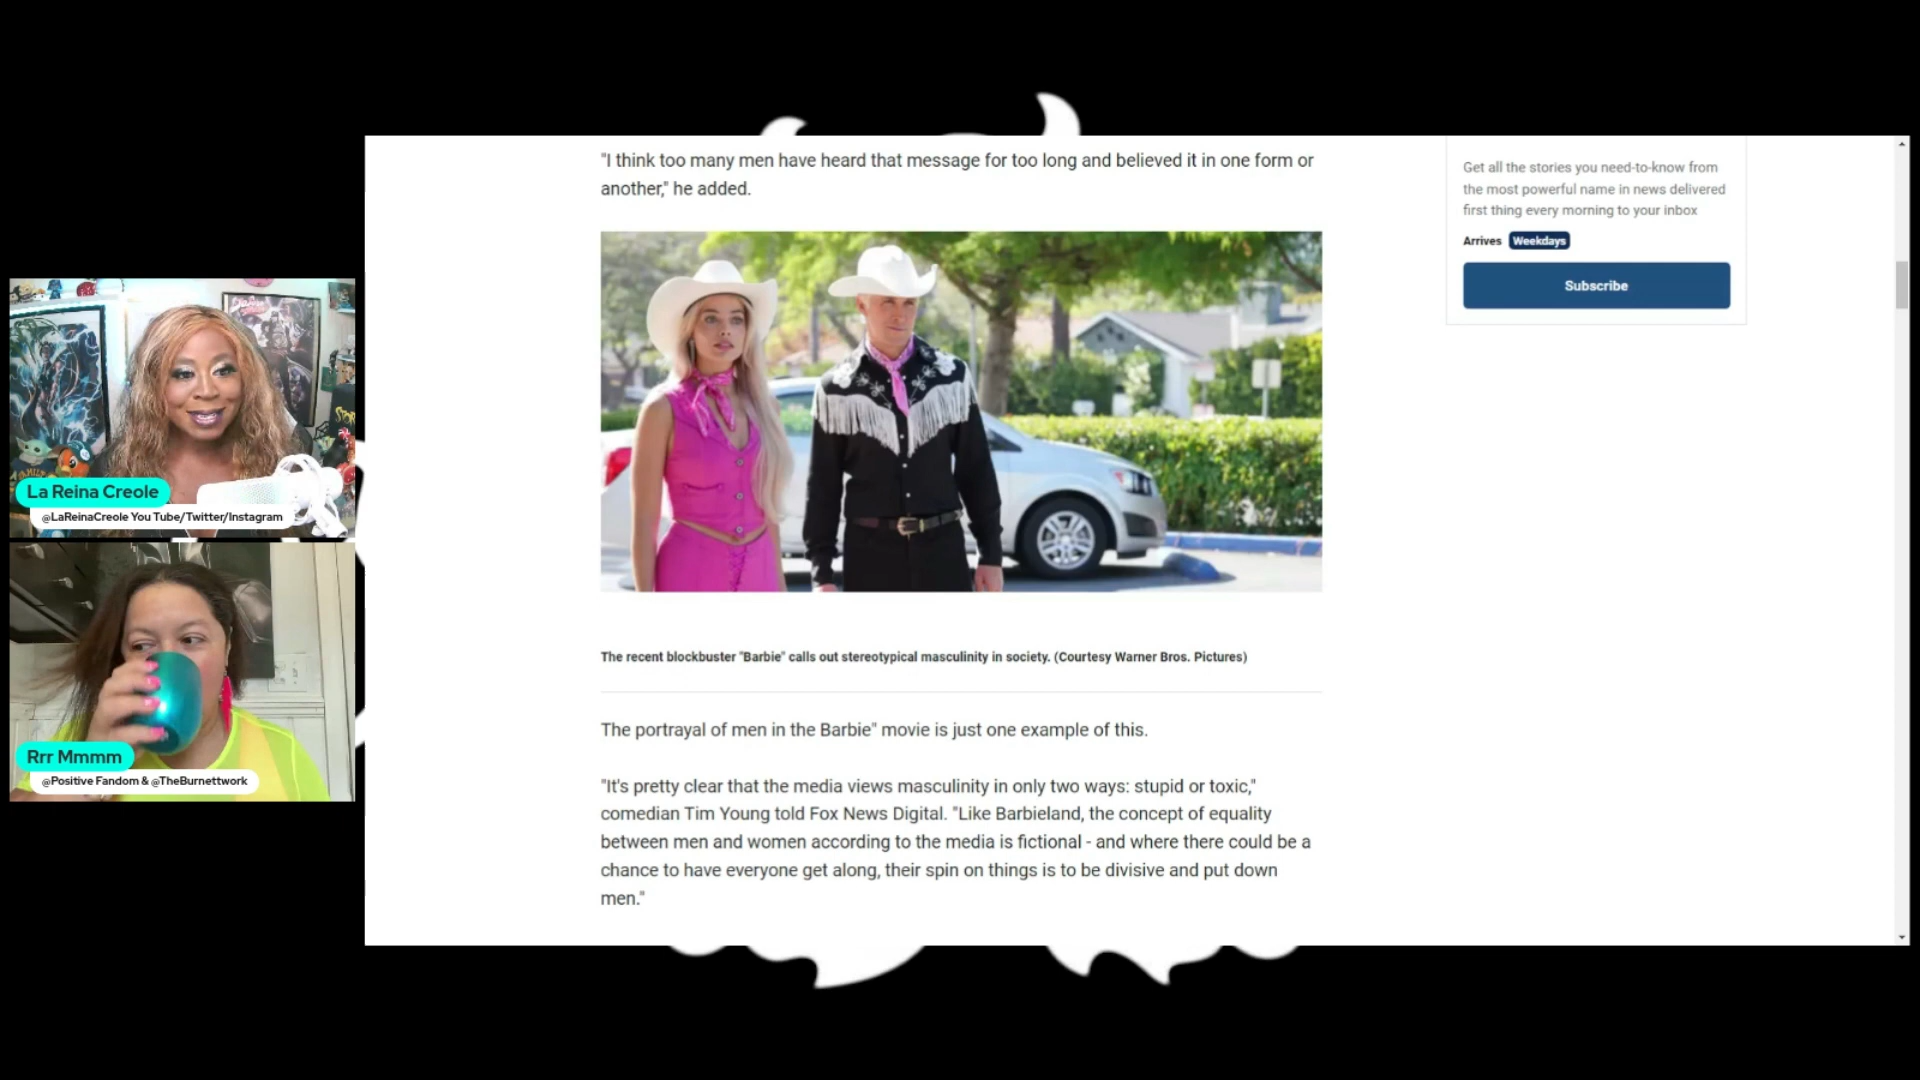 "I think too many men have heard that message for too long and believed it in one form or
another," he added.
Get all the stories you need-to-know from
the most powerful name in news delivered
first thing every morning to your inbox
Arrives Weekdays
Subscribe
La Reina Creole
@LaReinaCreole You Tube/Twitter/Instagram
Rrr Mmmm
@Positive Fandom & @TheBurnettwork
The recent blockbuster "Barbie" calls out stereotypical masculinity in society. (Courtesy Warner Bros. Pictures)
The portrayal of men in the Barbie" movie is just one example of this.
"It's pretty clear that the media views masculinity in only two ways: stupid or toxic,"
comedian Tim Young told Fox News Digital. "Like Barbieland, the concept of equality
between men and women according to the media is fictional - and where there could be a
chance to have everyone get along, their spin on things is to be divisive and put down
men."